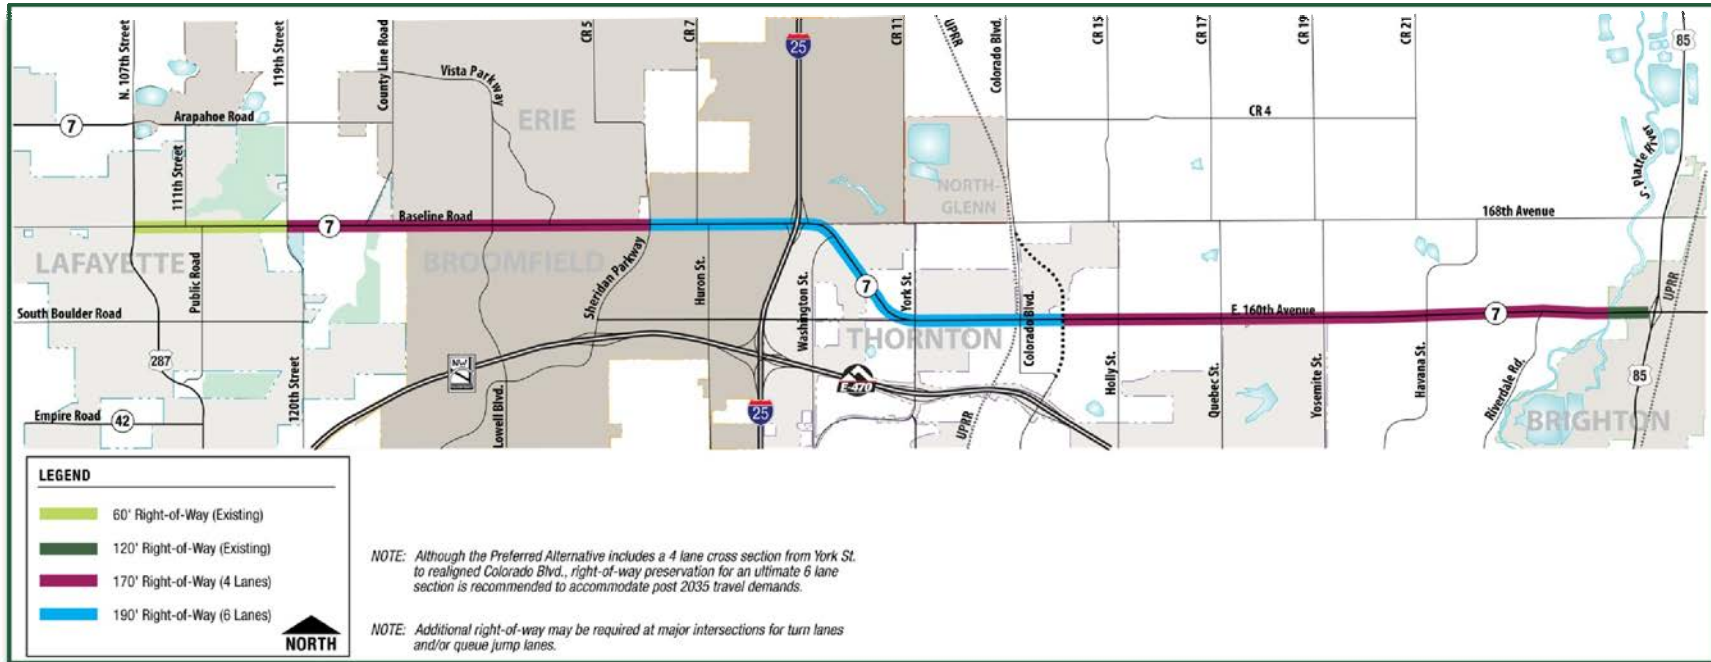 N. 107th Street
119th Street
County Line Road
CR 5
CR 7
25
CR 11
UPRR
Colorado Blvd.
CR 15
CR 17
CR 19
CR 21
85
Vista Parkway
7
Arapahoe Road
ERIE
CR 4
111th Street
S. Platte River
NORTH-
GLENN
7
Baseline Road
168th Avenue
LAFAYETTE
Public Road
BROOMFIELD
Sheridan Parkway
Huron St.
Washington St.
7
York St.
UPRR
South Boulder Road
E. 160th Avenue
7
THORNTON
Colorado Blvd.
287
120th Street
Lowell Blvd.
E-470
Holly St.
Quebec St.
Yosemite St.
Havana St.
Riverdale Rd.
85
Empire Road
42
25
UPRR
BRIGHTON
LEGEND
60' Right-of-Way (Existing)
120' Right-of-Way (Existing)
170' Right-of-Way (4 Lanes)
190' Right-of-Way (6 Lanes)
NORTH
NOTE: Although the Preferred Alternative includes a 4 lane cross section from York St.
to realigned Colorado Blvd., right-of-way preservation for an ultimate 6 lane
section is recommended to accommodate post 2035 travel demands.
NOTE: Additional right-of-way may be required at major intersections for turn lanes
and/or queue jump lanes.